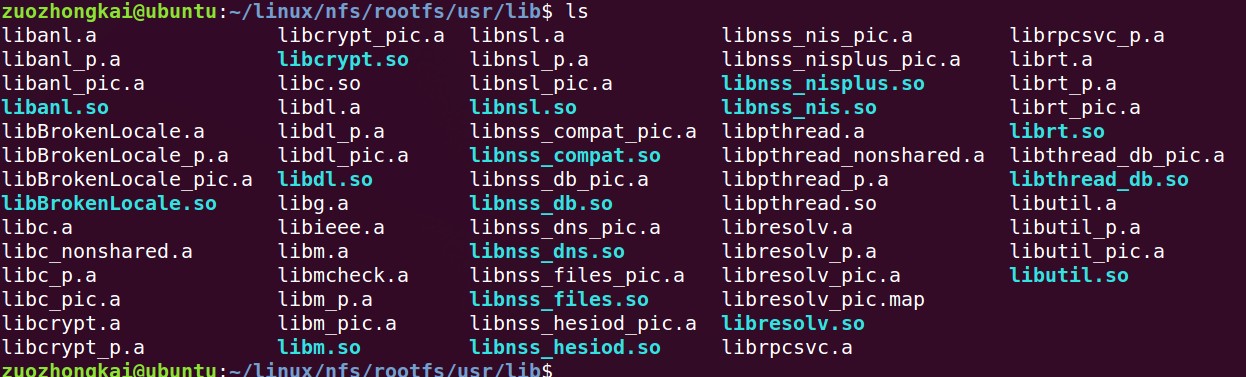 zuozhongkai@ubuntu:~/linux/nfs/rootfs/usr/lib$ ls
libanl.a libcrypt_pic.a libnsl.a libnss_nis_pic.a librpcsvc_p.a
libanl_p.a libcrypt.so libnsl_p.a libnss_nisplus_pic.a librt.a
libanl_pic.a libc.so libnsl_pic.a libnss_nisplus.so librt_p.a
libanl.so libdl.a libnsl.so libnss_nis.so librt_pic.a
libBrokenLocale.a libdl_p.a libnss_compat_pic.a libpthread.a librt.so
libBrokenLocale_p.a libdl_pic.a libnss_compat.so libpthread_nonshared.a libthread_db_pic.a
libBrokenLocale_pic.a libdl.so libnss_db_pic.a libpthread_p.a libthread_db.so
libBrokenLocale.so libg.a libnss_db.so libpthread.so libutil.a
libc.a libieee.a libnss_dns_pic.a libresolv.a libutil_p.a
libc_nonshared.a libm.a libnss_dns.so libresolv_p.a libutil_pic.a
libc_p.a libmcheck.a libnss_files_pic.a libresolv_pic.a libutil.so
libc_pic.a libm_p.a libnss_files.so libresolv_pic.map
libcrypt.a libm_pic.a libnss_hesiod_pic.a libresolv.so
libcrypt_p.a libm.so libnss_hesiod.so librpcsvc.a
zuozhongkai@ubuntu:~/linux/nfs/rootfs/usr/lib$